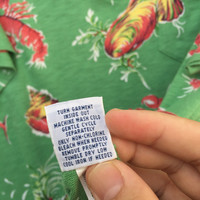 TURN GARMENT
INSIDE OUT
MACHINE WASH COLD
GENTLE CYCLE
SEPARATELY
ONLY NON-CHLORINE
BLEACH WHEN NEEDED
REMOVE PROMPTLY
TUMBLE DRY LOW
COOL IRON IF NEEDED